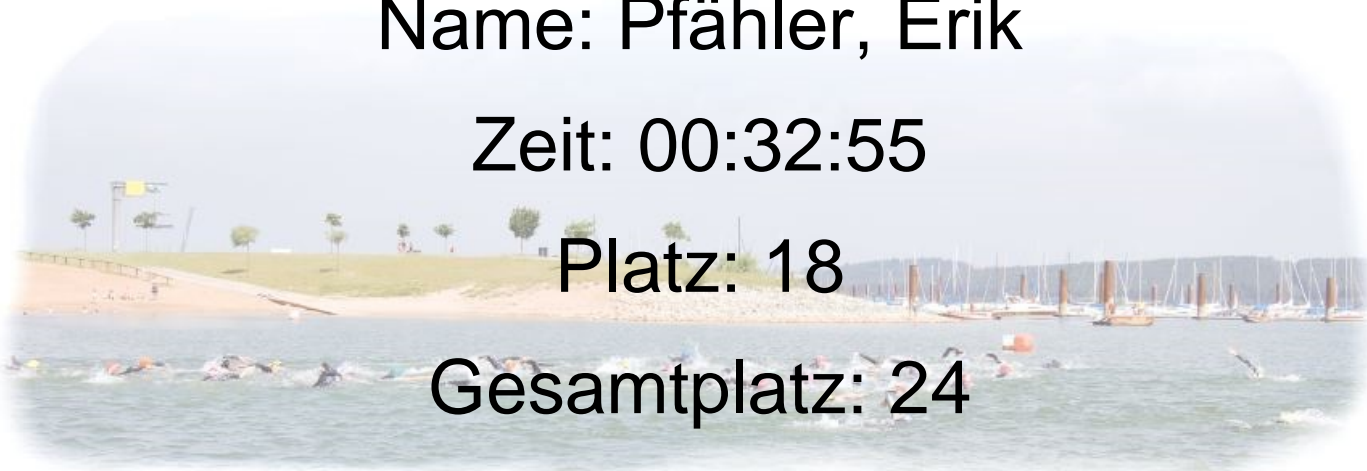 Name: Pfähler, Erik
Zeit: 00:32:55
Platz: 18
Gesamtplatz: 24